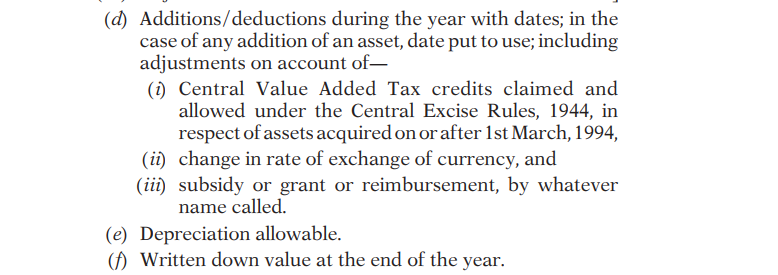 (d) Additions/deductions during the year with dates; in the
case of any addition of an asset, date put to use; including
adjustments on account of—
(i) Central Value Added Tax credits claimed and
allowed under the Central Excise Rules, 1944, in
respect of assets acquired on or after 1st March, 1994,
(ii) change in rate of exchange of currency, and
(iii) subsidy or grant or reimbursement, by whatever
name called.
(e) Depreciation allowable.
(f) Written down value at the end of the year.